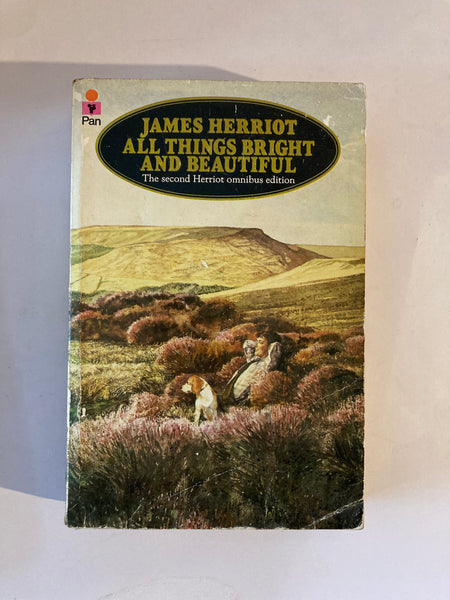 Pan
JAMES HERRIOT
ALL THINGS BRIGHT
AND BEAUTIFUL
The second Herriot omnibus edition